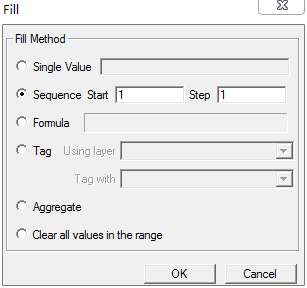 Fill
Fill Method
Single Value
Sequence Start 1 Step 1
Formula
Tag Using layer
Tag with
Aggregate
Clear all values in the range
OK Cancel